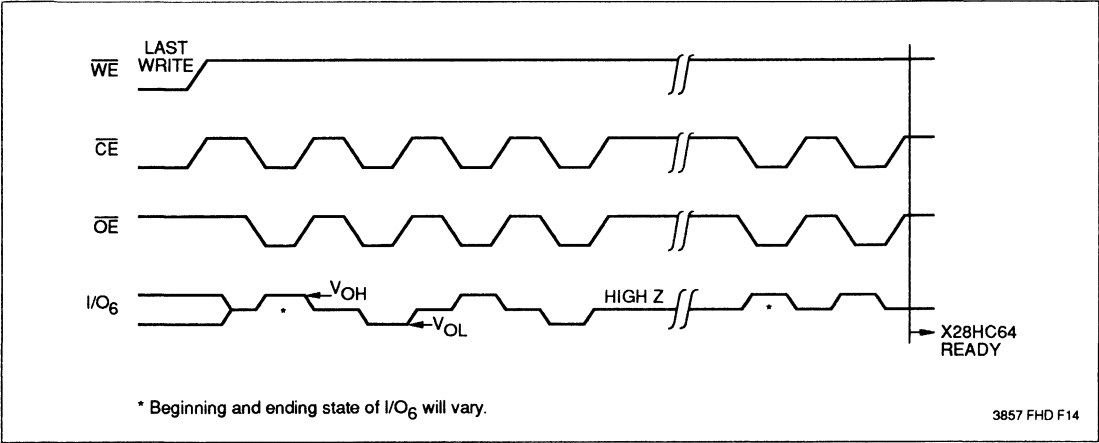 LAST
WRITE
WE
CE
OE
I/O6
VOH
*
VOL
HIGH Z
*
X28HC64
READY
* Beginning and ending state of I/O6 will vary.
3857 FHD F14